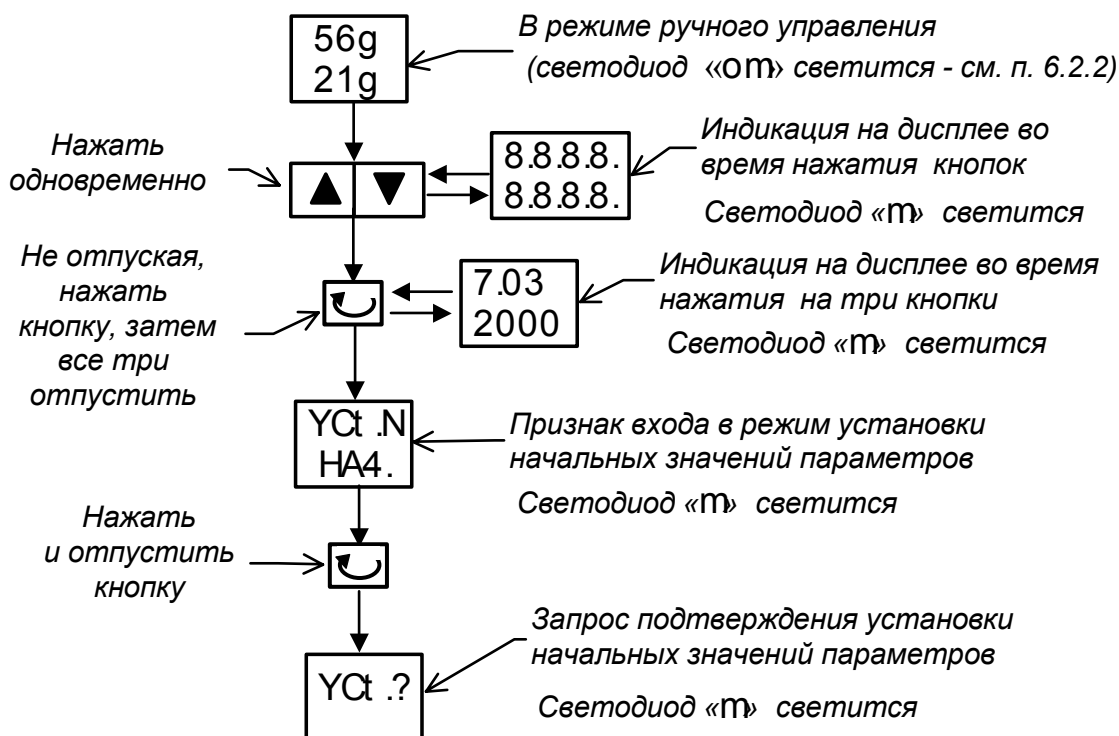 56g
21g
В режиме ручного управления
(светодиод «om» светится - см. п. 6.2.2)
Нажать
одновременно
8.8.8.8.
8.8.8.8.
Индикация на дисплее во
время нажатия кнопок
Светодиод «m» светится
Не отпуская,
нажать
кнопку, затем
все три
отпустить
7.03
2000
Индикация на дисплее во время
нажатия на три кнопки
Светодиод «m» светится
YCt .N
HA4.
Признак входа в режим установки
начальных значений параметров
Светодиод «m» светится
Нажать
и отпустить
кнопку
YCt .?
Запрос подтверждения установки
начальных значений параметров
Светодиод «m» светится